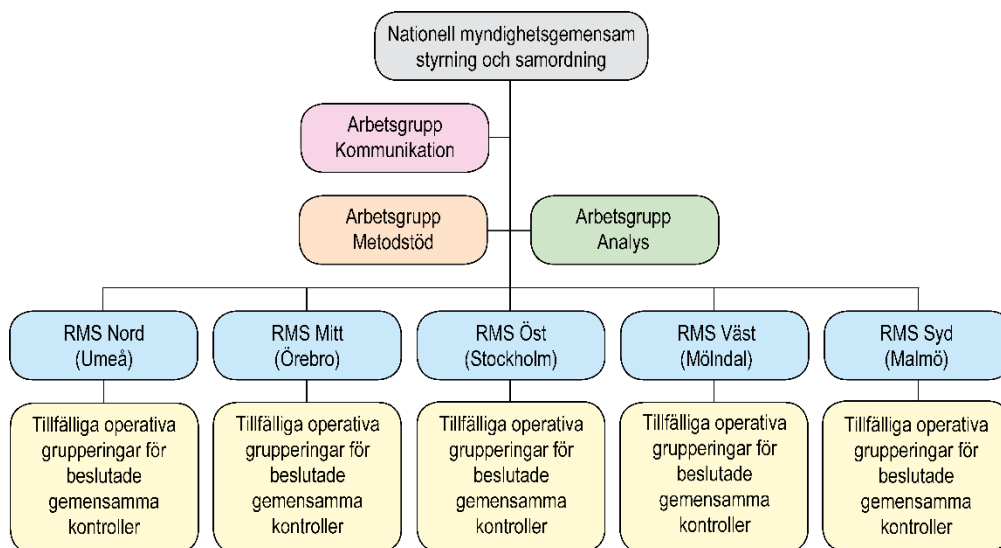 Nationell myndighetsgemensam
styrning och samordning
Arbetsgrupp
Kommunikation
Arbetsgrupp
Metodstöd
Arbetsgrupp
Analys
RMS Nord
(Umeå)
RMS Mitt
(Örebro)
RMS Öst
(Stockholm)
RMS Väst
(Mölndal)
RMS Syd
(Malmö)
Tillfälliga operativa
grupperingar för
beslutade
gemensamma
kontroller
Tillfälliga operativa
grupperingar för
beslutade
gemensamma
kontroller
Tillfälliga operativa
grupperingar för
beslutade
gemensamma
kontroller
Tillfälliga operativa
grupperingar för
beslutade
gemensamma
kontroller
Tillfälliga operativa
grupperingar för
beslutade
gemensamma
kontroller